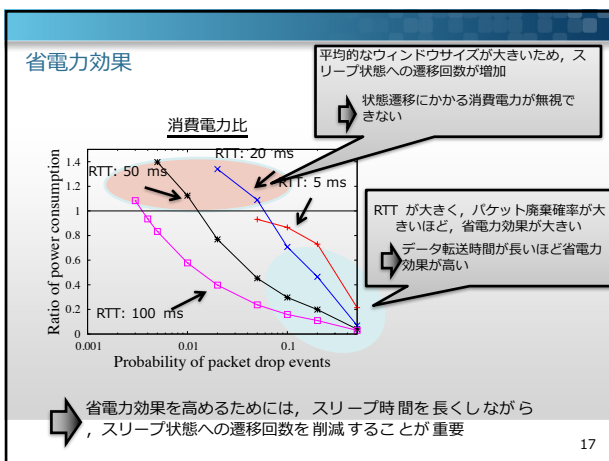 省電力効果
平均的なウィンドウサイズが大きいため，ス
リープ状態への遷移回数が増加
状態遷移にかかる消費電力が無視で
きない
消費電力比
RTT: 20 ms
RTT: 50 ms
RTT: 5 ms
RTT: 100 ms
Ratio of power consumption
1.4
1.2
1
0.8
0.6
0.4
0.2
0
0.001
0.01
0.1
Probability of packet drop events
RTT が大きく，パケット廃棄確率が大
きいほど，省電力効果が大きい
データ転送時間が長いほど省電力
効果が高い
省電力効果を高めるためには，スリープ時間を長くしながら
，スリープ状態への遷移回数を削減することが重要
17